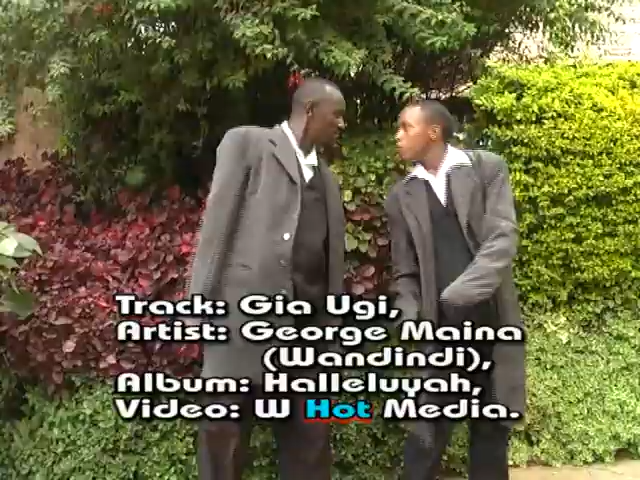 Track: Gia Ugi,
Artist: George Maina
(Wandindi),
Album: Halleluyah,
Video: W Hot Media.